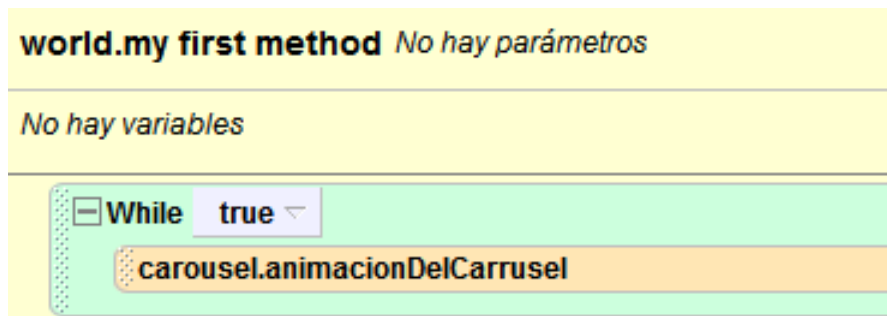 world.my first method No hay parámetros
No hay variables
While true
carousel.animacionDelCarrusel